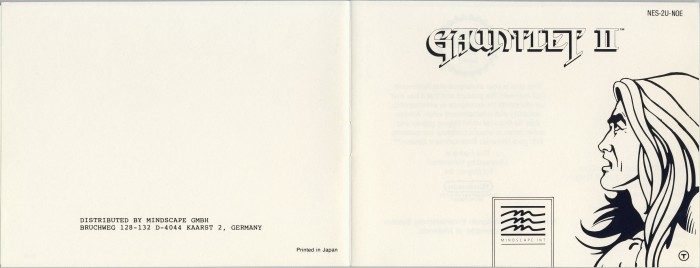 DISTRIBUTED BY MINDSCAPE GMBH
BRUCHWEG 128-132 D-4044 KAARST 2, GERMANY
Printed in Japan
NES-2U-NOE
GAUNTLET II™
MINDSCAPE INT
T